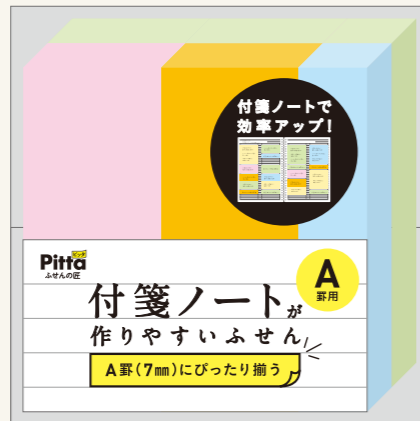 付箋ノートで
効率アップ!
Pitta
ピッタ
ふせんの匠
A
罫用
付箋ノートが
作りやすいふせん
A罫(7㎜)にぴったり揃う